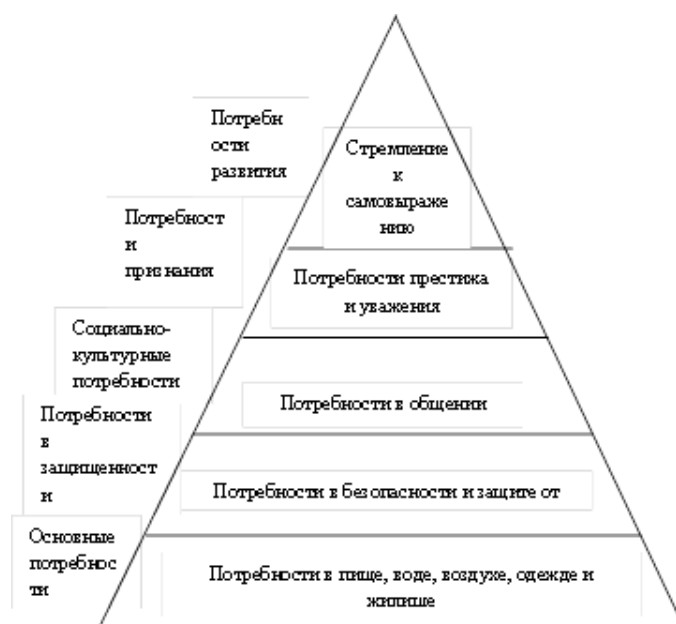 Потребн
ости
развития
Стремление
к
самовыраже
нию
Потребност
и
признания
Потребности престижа
и уважения
Социально-
культурные
потребности
Потребности в общении
Потребности
в
защищенност
и
Потребности в безопасности и защите от
Основные
потребнос
ти
Потребности в пище, воде, воздухе, одежде и
жилище